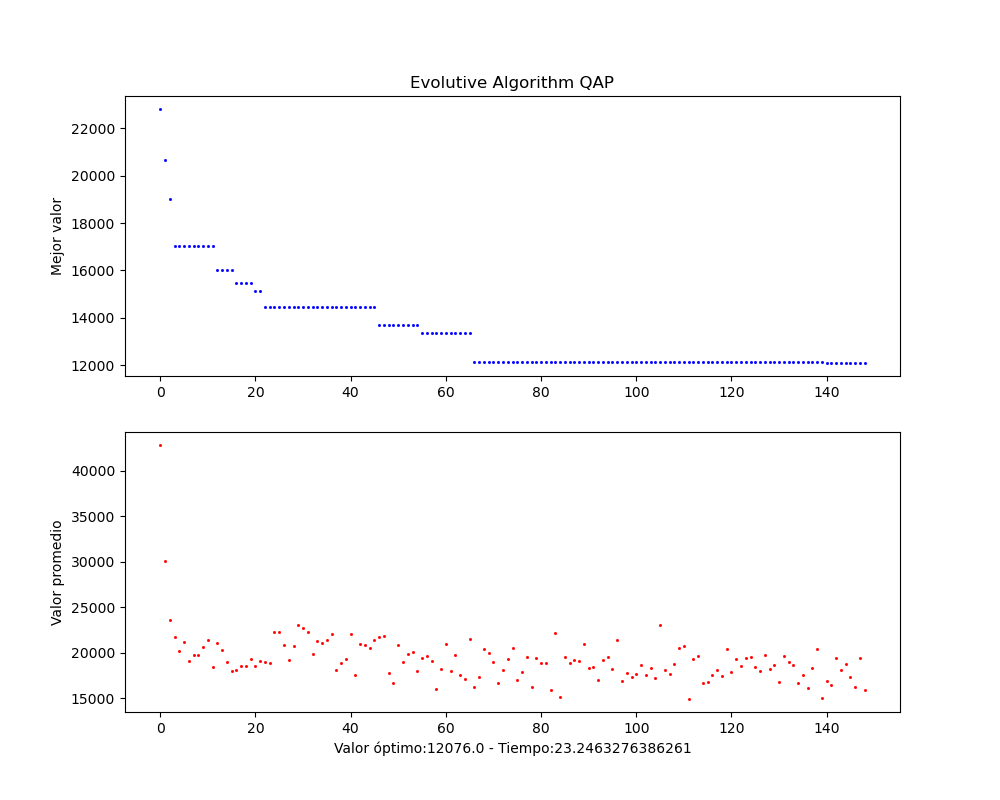 Evolutive Algorithm QAP
Mejor valor
22000
20000
18000
16000
14000
12000
0 20 40 60 80 100 120 140
Valor promedio
40000
35000
30000
25000
20000
15000
0 20 40 60 80 100 120 140
Valor óptimo:12076.0 - Tiempo:23.2463276386261